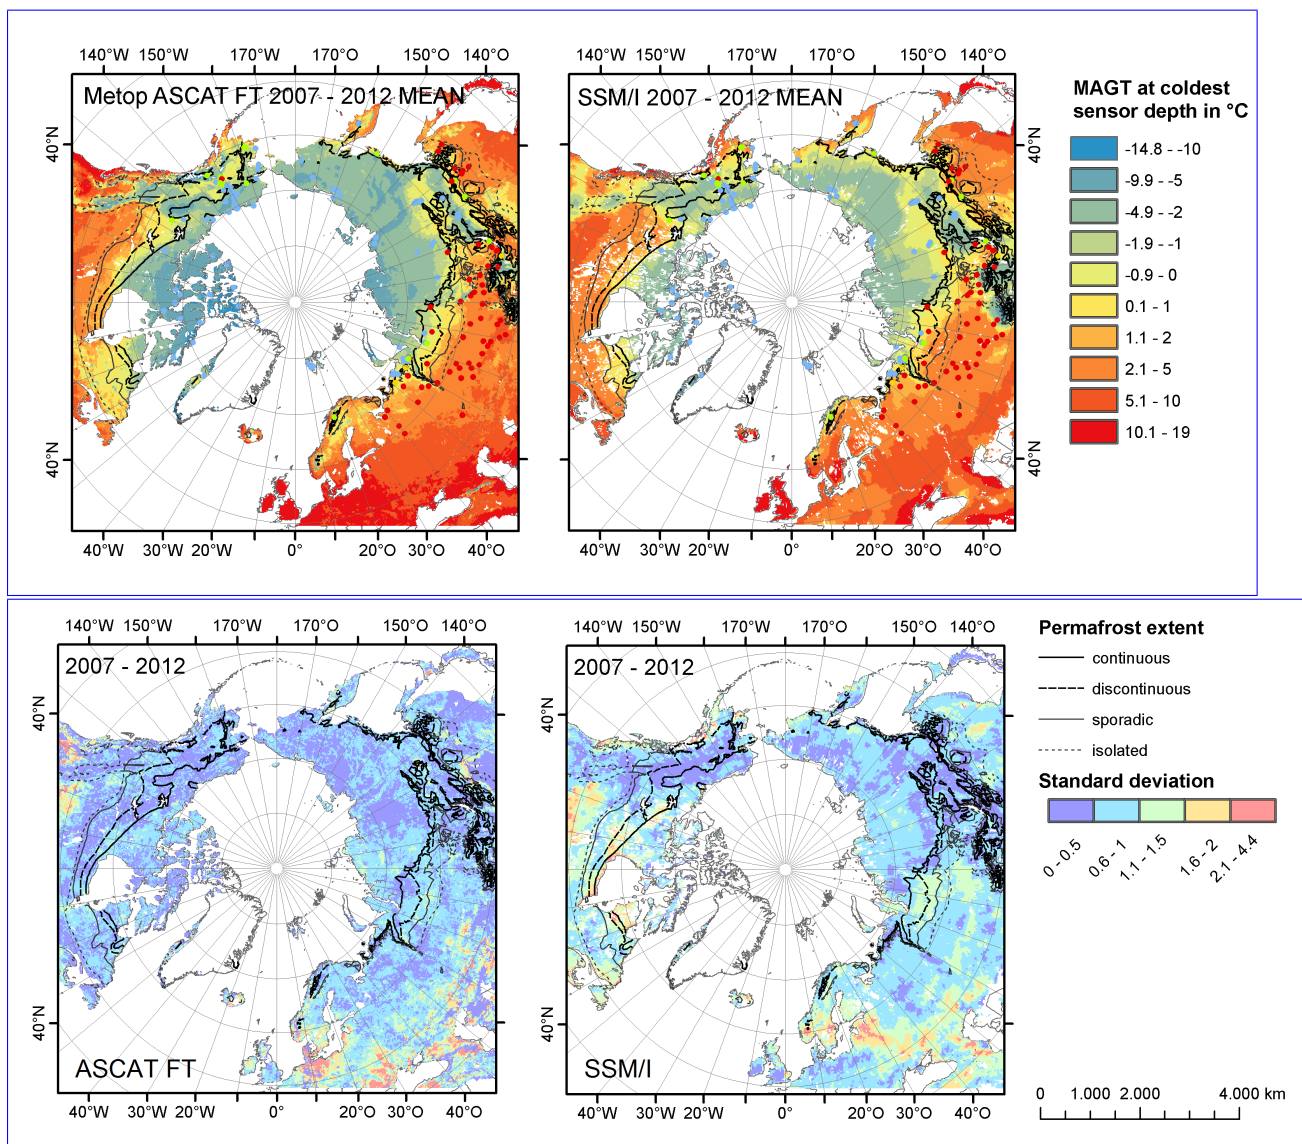 140°W 150°W 170°W 170°O 150°O 140°O
140°W 150°W 170°W 170°O 150°O 140°O
Metop ASCAT FT 2007 - 2012 MEAN
SSM/I 2007 - 2012 MEAN
40°N
40°N
40°N
40°N
40°W 30°W 20°W 0° 20°O 30°O 40°O
40°W 30°W 20°W 0° 20°O 30°O 40°O
MAGT at coldest
sensor depth in °C
-14.8 - -10
-9.9 - -5
-4.9 - -2
-1.9 - -1
-0.9 - 0
0.1 - 1
1.1 - 2
2.1 - 5
5.1 - 10
10.1 - 19
140°W 150°W 170°W 170°O 150°O 140°O
140°W 150°W 170°W 170°O 150°O 140°O
2007 - 2012
2007 - 2012
40°N
40°N
40°N
40°N
ASCAT FT
SSM/I
40°W 30°W 20°W 0° 20°O 30°O 40°O
40°W 30°W 20°W 0° 20°O 30°O 40°O
Permafrost extent
continuous
discontinuous
sporadic
isolated
Standard deviation
0 - 0.5
0.6 - 1
1.1 - 1.5
1.6 - 2
2.1 - 4.4
0 1.000 2.000 4.000 km